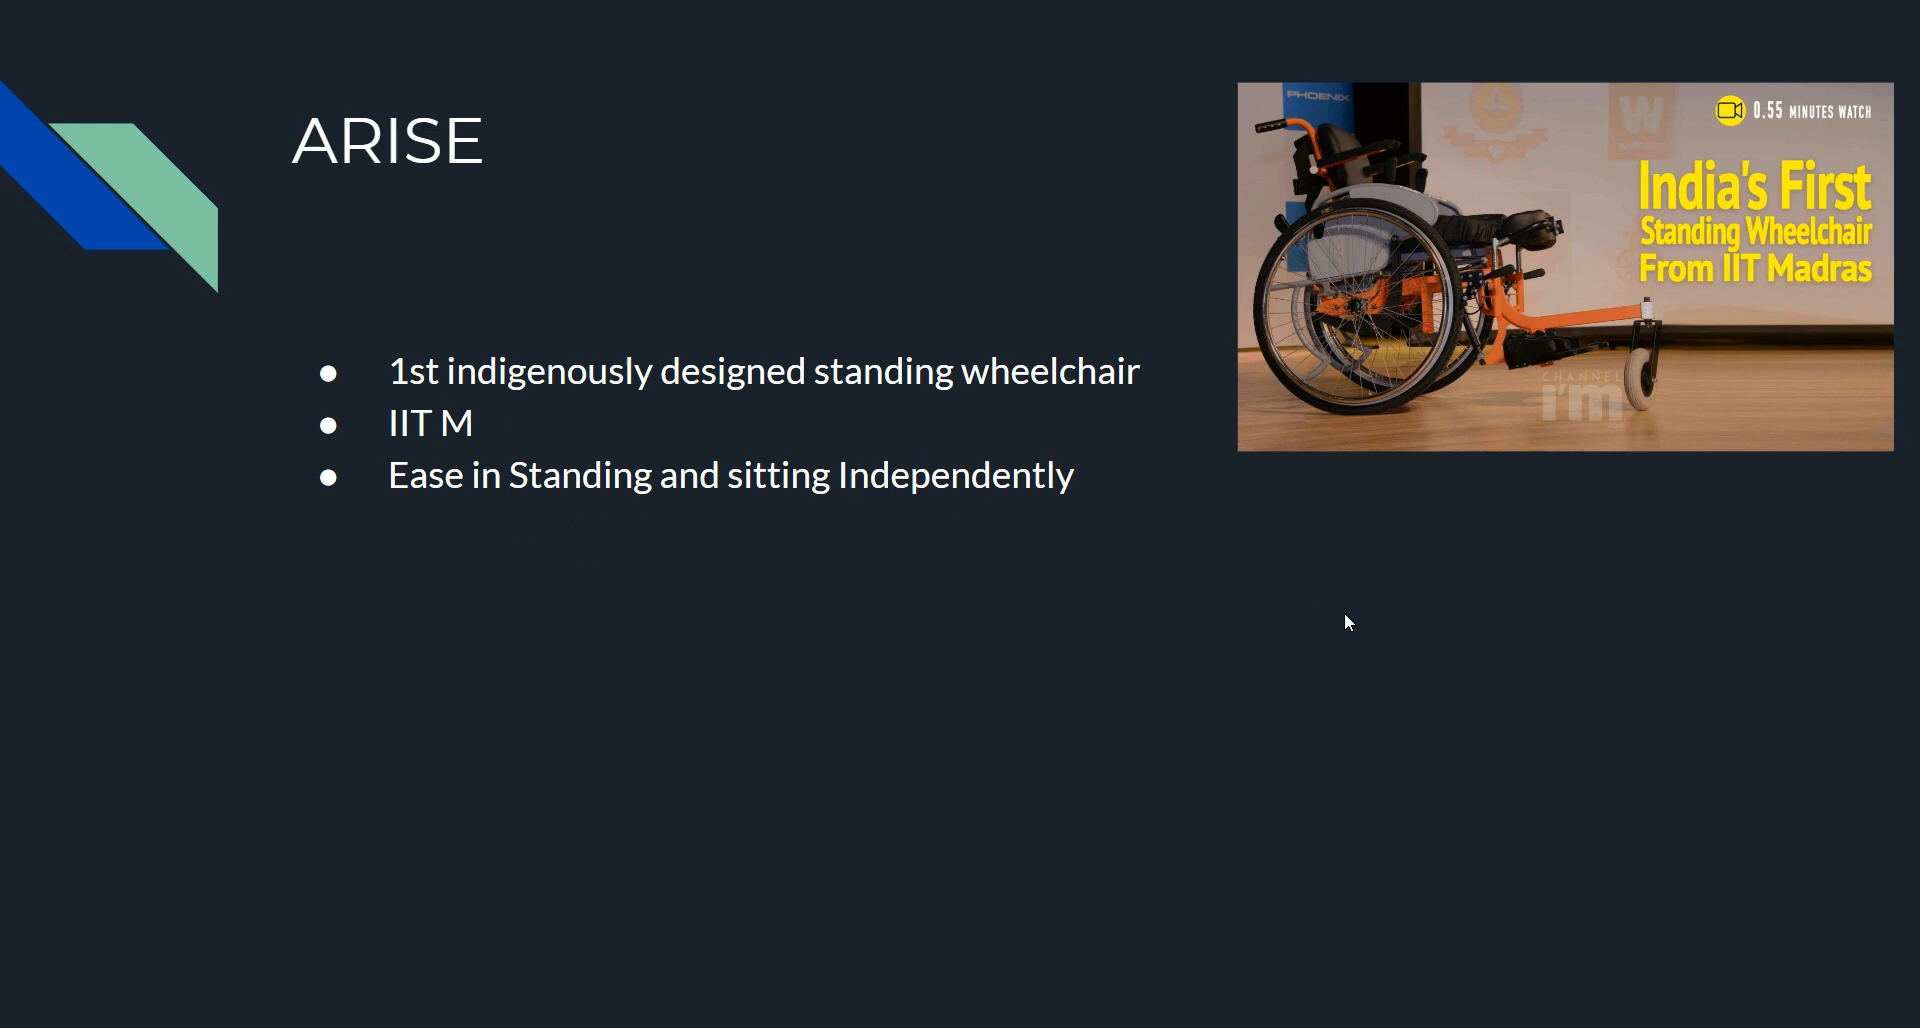 ARISE
● 1st indigenously designed standing wheelchair
● IIT M
● Ease in Standing and sitting Independently
PHOENIX
W
0.55 MINUTES WATCH
India's First
Standing Wheelchair
From IIT Madras
CHANNEL
i'm